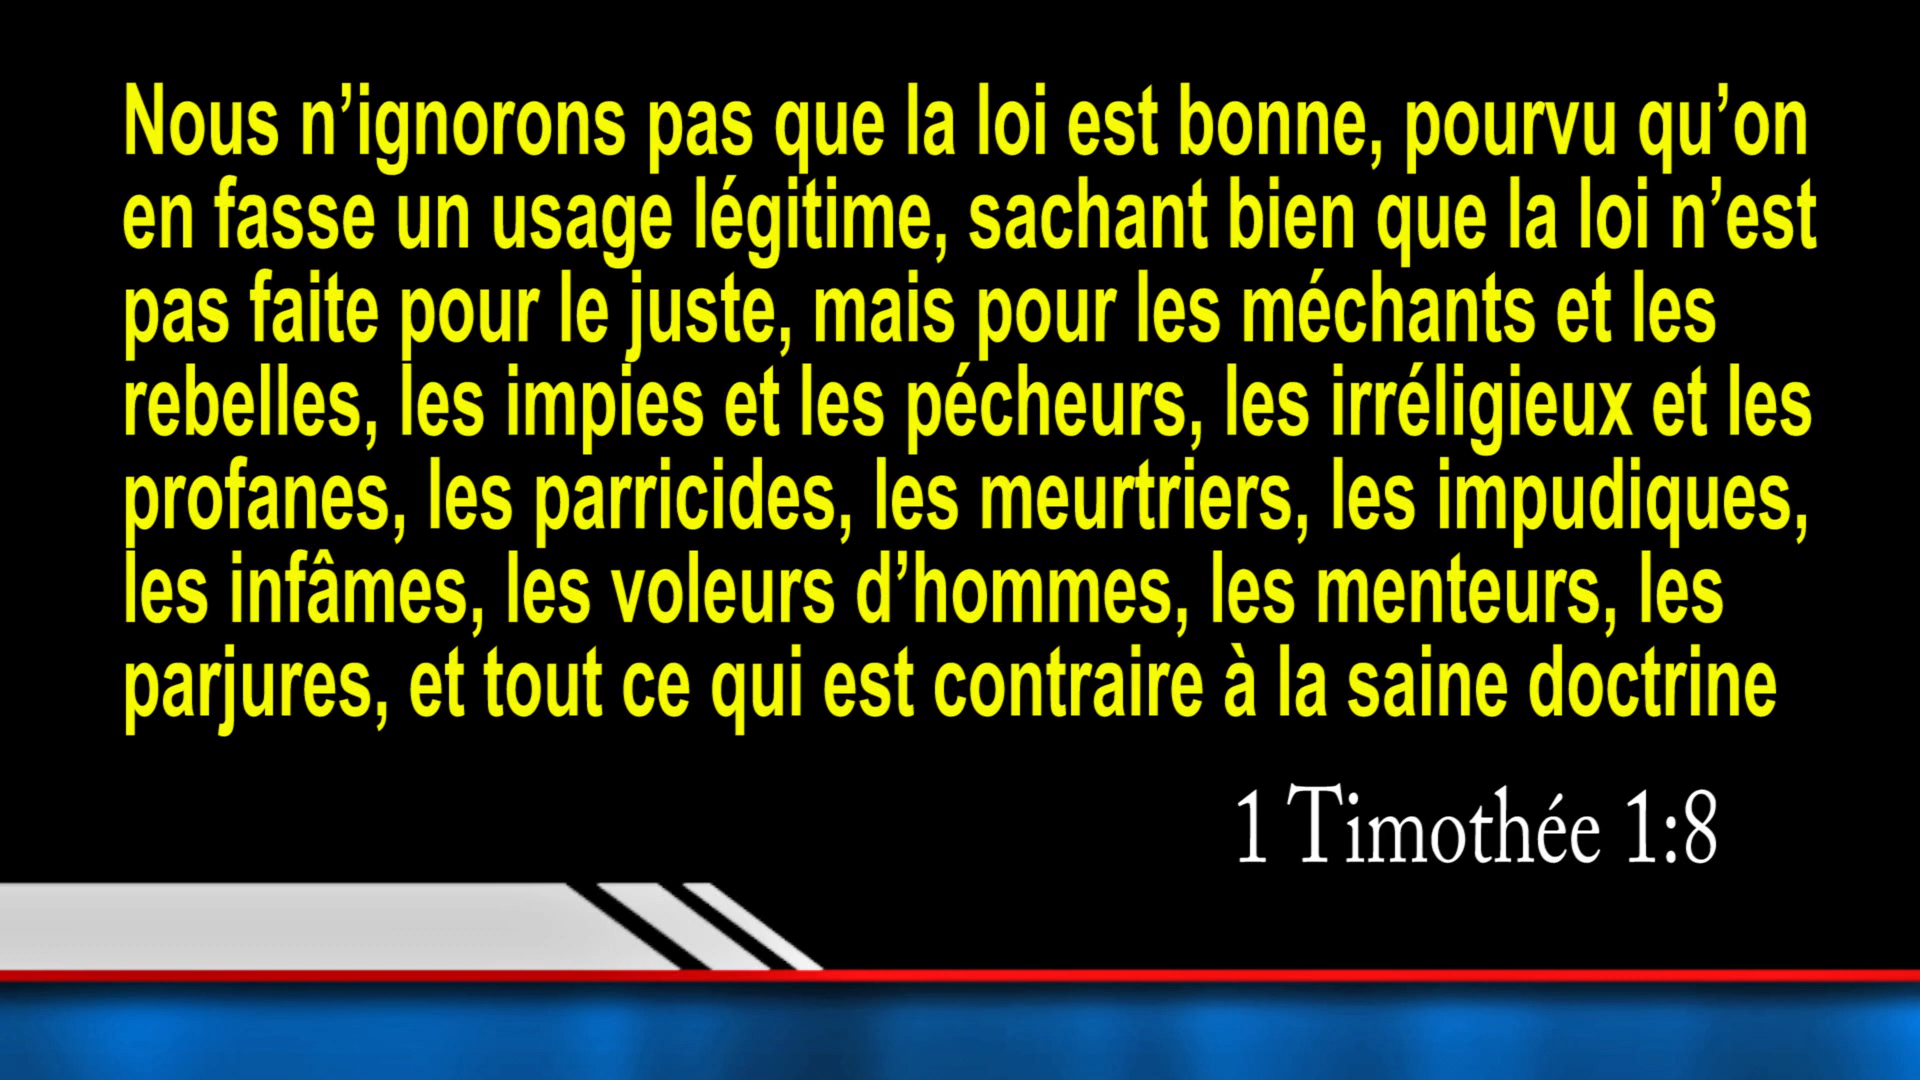 Nous n’ignorons pas que la loi est bonne, pourvu qu’on
en fasse un usage légitime, sachant bien que la loi n’est
pas faite pour le juste, mais pour les méchants et les
rebelles, les impies et les pécheurs, les irréligieux et les
profanes, les parricides, les meurtriers, les impudiques,
les infâmes, les voleurs d’hommes, les menteurs, les
parjures, et tout ce qui est contraire à la saine doctrine
1 Timothée 1:8